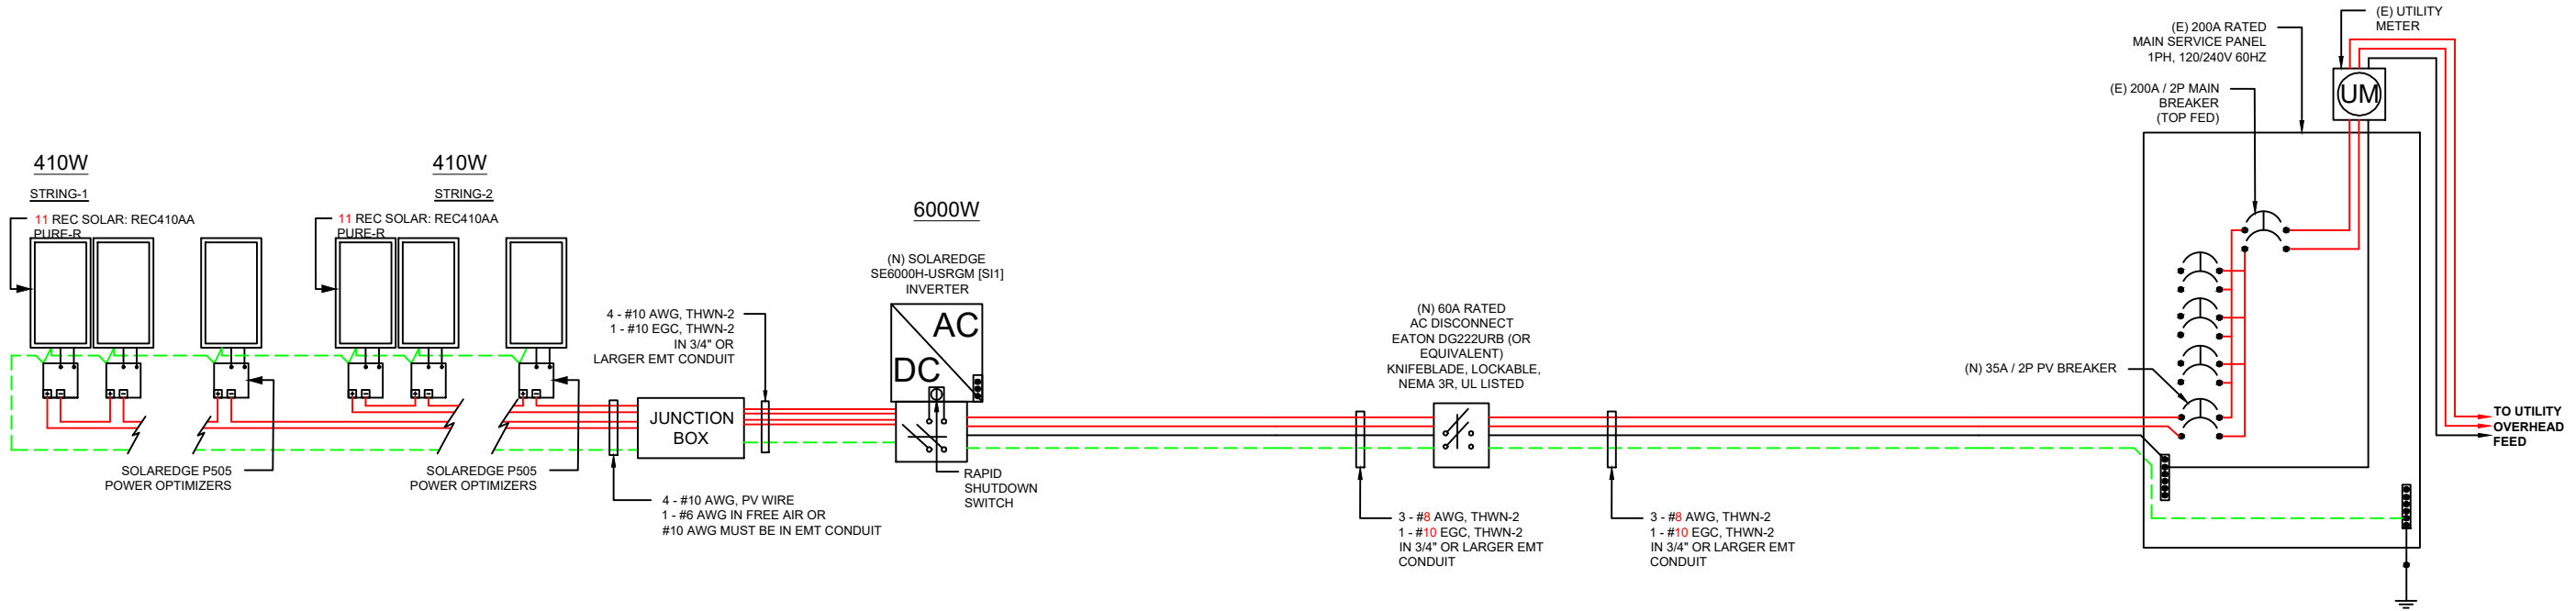 410W
STRING-1
11 REC SOLAR: REC410AA
PURE-R
410W
STRING-2
11 REC SOLAR: REC410AA
PURE-R
SOLAREDGE P505
POWER OPTIMIZERS
SOLAREDGE P505
POWER OPTIMIZERS
4 - #10 AWG, THWN-2
1 - #10 EGC, THWN-2
IN 3/4" OR
LARGER EMT CONDUIT
JUNCTION
BOX
4 - #10 AWG, PV WIRE
1 - #6 AWG IN FREE AIR OR
#10 AWG MUST BE IN EMT CONDUIT
6000W
(N) SOLAREDGE
SE6000H-USRGM [SI1]
INVERTER
AC
DC
RAPID
SHUTDOWN
SWITCH
(N) 60A RATED
AC DISCONNECT
EATON DG222URB (OR
EQUIVALENT)
KNIFEBLADE, LOCKABLE,
NEMA 3R, UL LISTED
3 - #8 AWG, THWN-2
1 - #10 EGC, THWN-2
IN 3/4" OR LARGER EMT
CONDUIT
3 - #8 AWG, THWN-2
1 - #10 EGC, THWN-2
IN 3/4" OR LARGER EMT
CONDUIT
(E) UTILITY
METER
(E) 200A RATED
MAIN SERVICE PANEL
1PH, 120/240V 60HZ
(E) 200A / 2P MAIN
BREAKER
(TOP FED)
UM
(N) 35A / 2P PV BREAKER
TO UTILITY
OVERHEAD
FEED